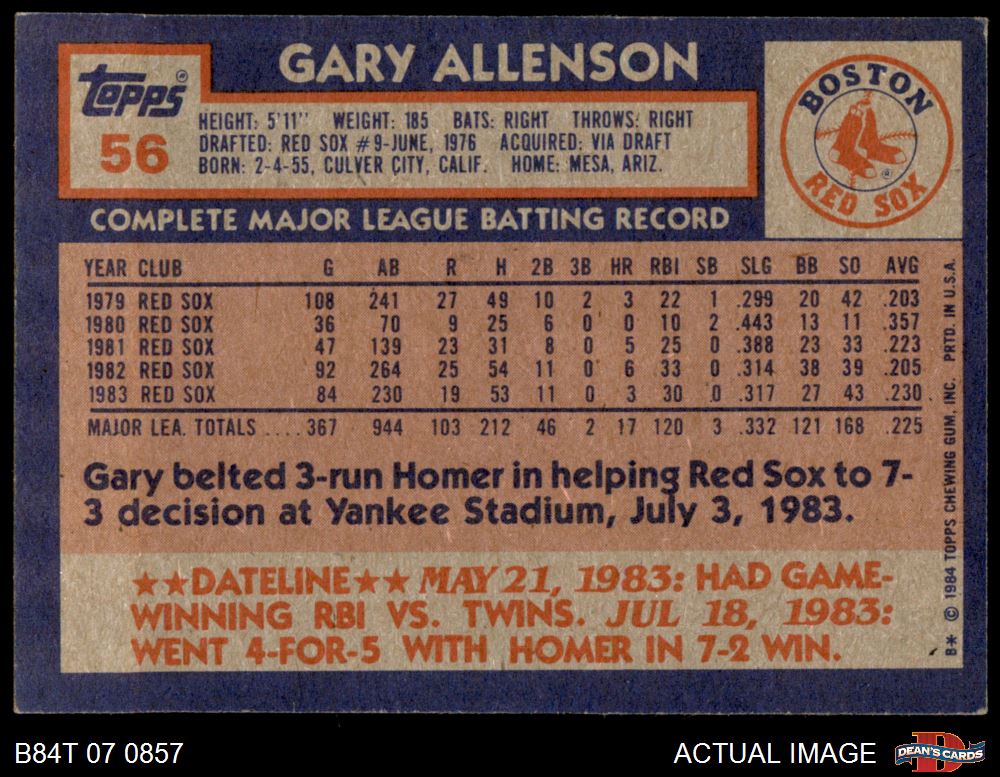 GARY ALLENSON
Topps®
56
HEIGHT: 5'11" WEIGHT: 185 BATS: RIGHT THROWS: RIGHT
DRAFTED: RED SOX #9-JUNE, 1976 ACQUIRED: VIA DRAFT
BORN: 2-4-55, CULVER CITY, CALIF. HOME: MESA, ARIZ.
BOSTON
RED SOX
®
COMPLETE MAJOR LEAGUE BATTING RECORD
YEAR CLUB G AB R H 2B 3B HR RBI SB SLG BB SO AVG
1979 RED SOX 108 241 27 49 10 2 3 22 1 .299 20 42 .203
1980 RED SOX 36 70 9 25 6 0 0 10 2 .443 13 11 .357
1981 RED SOX 47 139 23 31 8 0 5 25 0 .388 23 33 .223
1982 RED SOX 92 264 25 54 11 0 6 33 0 .314 38 39 .205
1983 RED SOX 84 230 19 53 11 0 3 30 0 .317 27 43 .230
MAJOR LEA. TOTALS ....367 944 103 212 46 2 17 120 3 .332 121 168 .225
Gary belted 3-run Homer in helping Red Sox to 7-
3 decision at Yankee Stadium, July 3, 1983.
★★DATELINE★★ MAY 21, 1983: HAD GAME-
WINNING RBI VS. TWINS. JUL 18, 1983:
WENT 4-FOR-5 WITH HOMER IN 7-2 WIN.
B* © 1984 TOPPS CHEWING GUM, INC. PRTD. IN U.S.A.
B84T 07 0857
ACTUAL IMAGE
DEAN'S CARDS